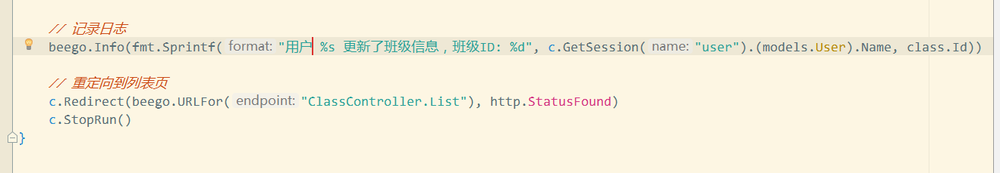 // 记录日志
beego.Info(fmt.Sprintf( format: "用户 %s 更新了班级信息，班级ID: %d", c.GetSession( name: "user").(models.User).Name, class.Id))
// 重定向到列表页
c.Redirect(beego.URLFor( endpoint: "ClassController.List"), http.StatusFound)
c.StopRun()
}